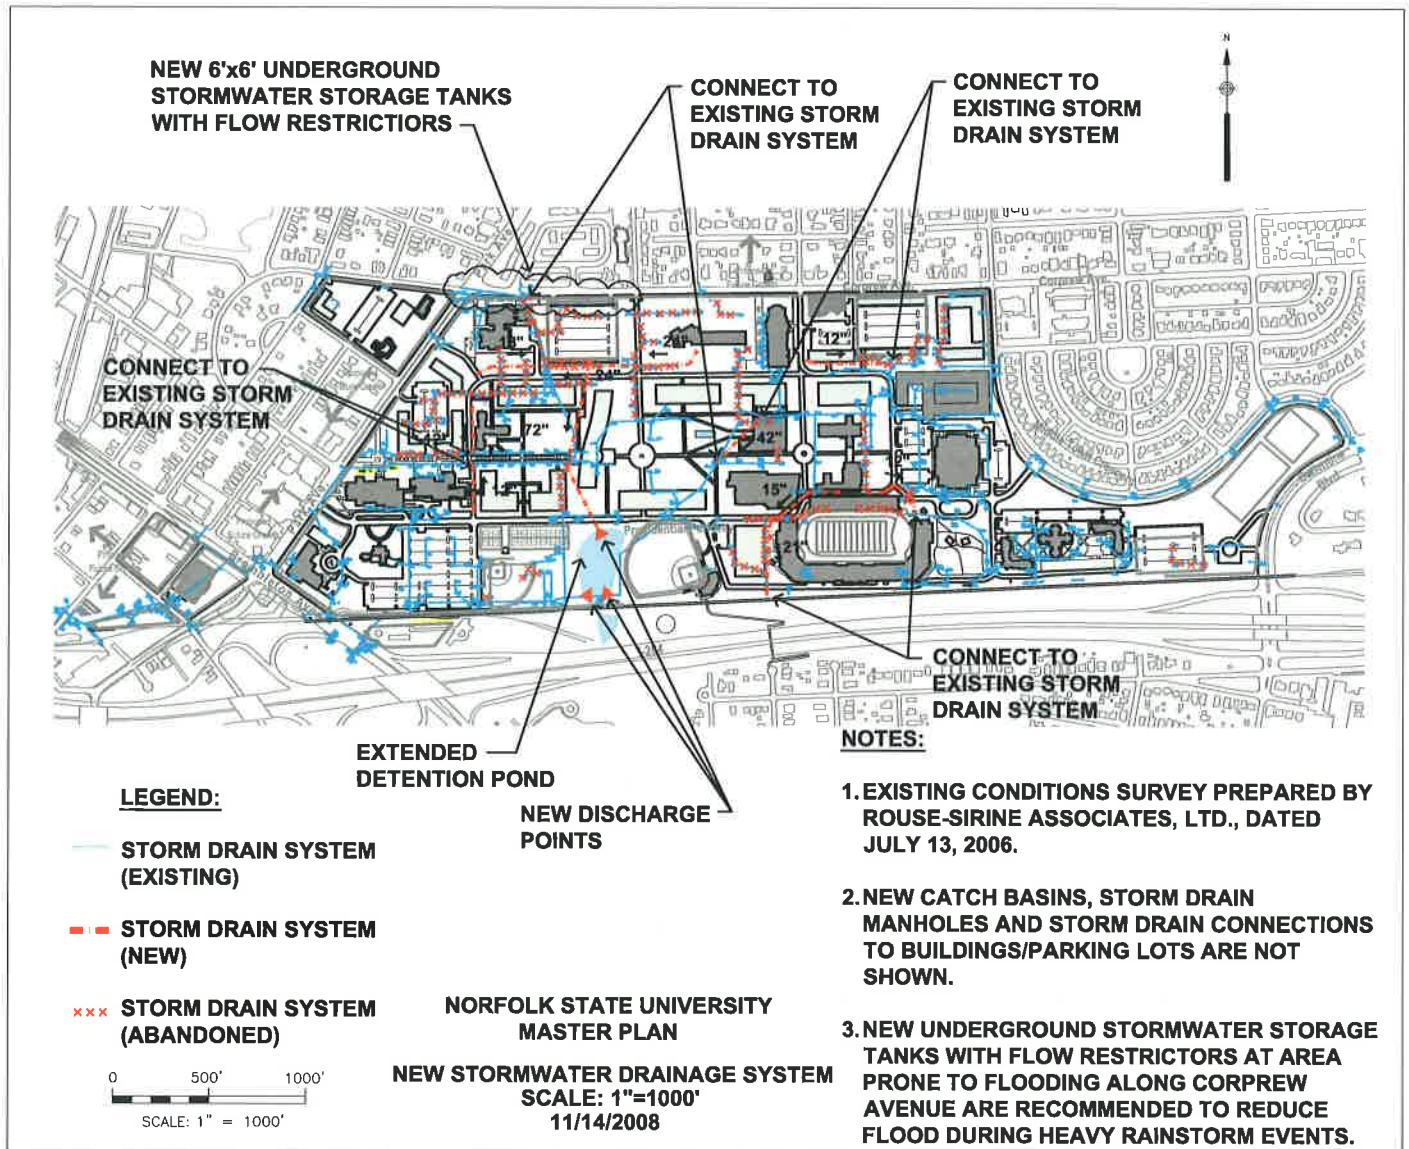 N
NEW 6'x6' UNDERGROUND
STORMWATER STORAGE TANKS
WITH FLOW RESTRICTIORS
CONNECT TO
EXISTING STORM
DRAIN SYSTEM
CONNECT TO
EXISTING STORM
DRAIN SYSTEM
CONNECT TO
EXISTING STORM
DRAIN SYSTEM
12"
72"
42"
15"
21"
CONNECT TO
EXISTING STORM
DRAIN SYSTEM
EXTENDED
DETENTION POND
NEW DISCHARGE
POINTS
LEGEND:
STORM DRAIN SYSTEM
(EXISTING)
STORM DRAIN SYSTEM
(NEW)
STORM DRAIN SYSTEM
(ABANDONED)
0 500' 1000'
SCALE: 1" = 1000'
NORFOLK STATE UNIVERSITY
MASTER PLAN
NEW STORMWATER DRAINAGE SYSTEM
SCALE: 1"=1000'
11/14/2008
NOTES:
1. EXISTING CONDITIONS SURVEY PREPARED BY
ROUSE-SIRINE ASSOCIATES, LTD., DATED
JULY 13, 2006.
2. NEW CATCH BASINS, STORM DRAIN
MANHOLES AND STORM DRAIN CONNECTIONS
TO BUILDINGS/PARKING LOTS ARE NOT
SHOWN.
3. NEW UNDERGROUND STORMWATER STORAGE
TANKS WITH FLOW RESTRICTORS AT AREA
PRONE TO FLOODING ALONG CORPREW
AVENUE ARE RECOMMENDED TO REDUCE
FLOOD DURING HEAVY RAINSTORM EVENTS.